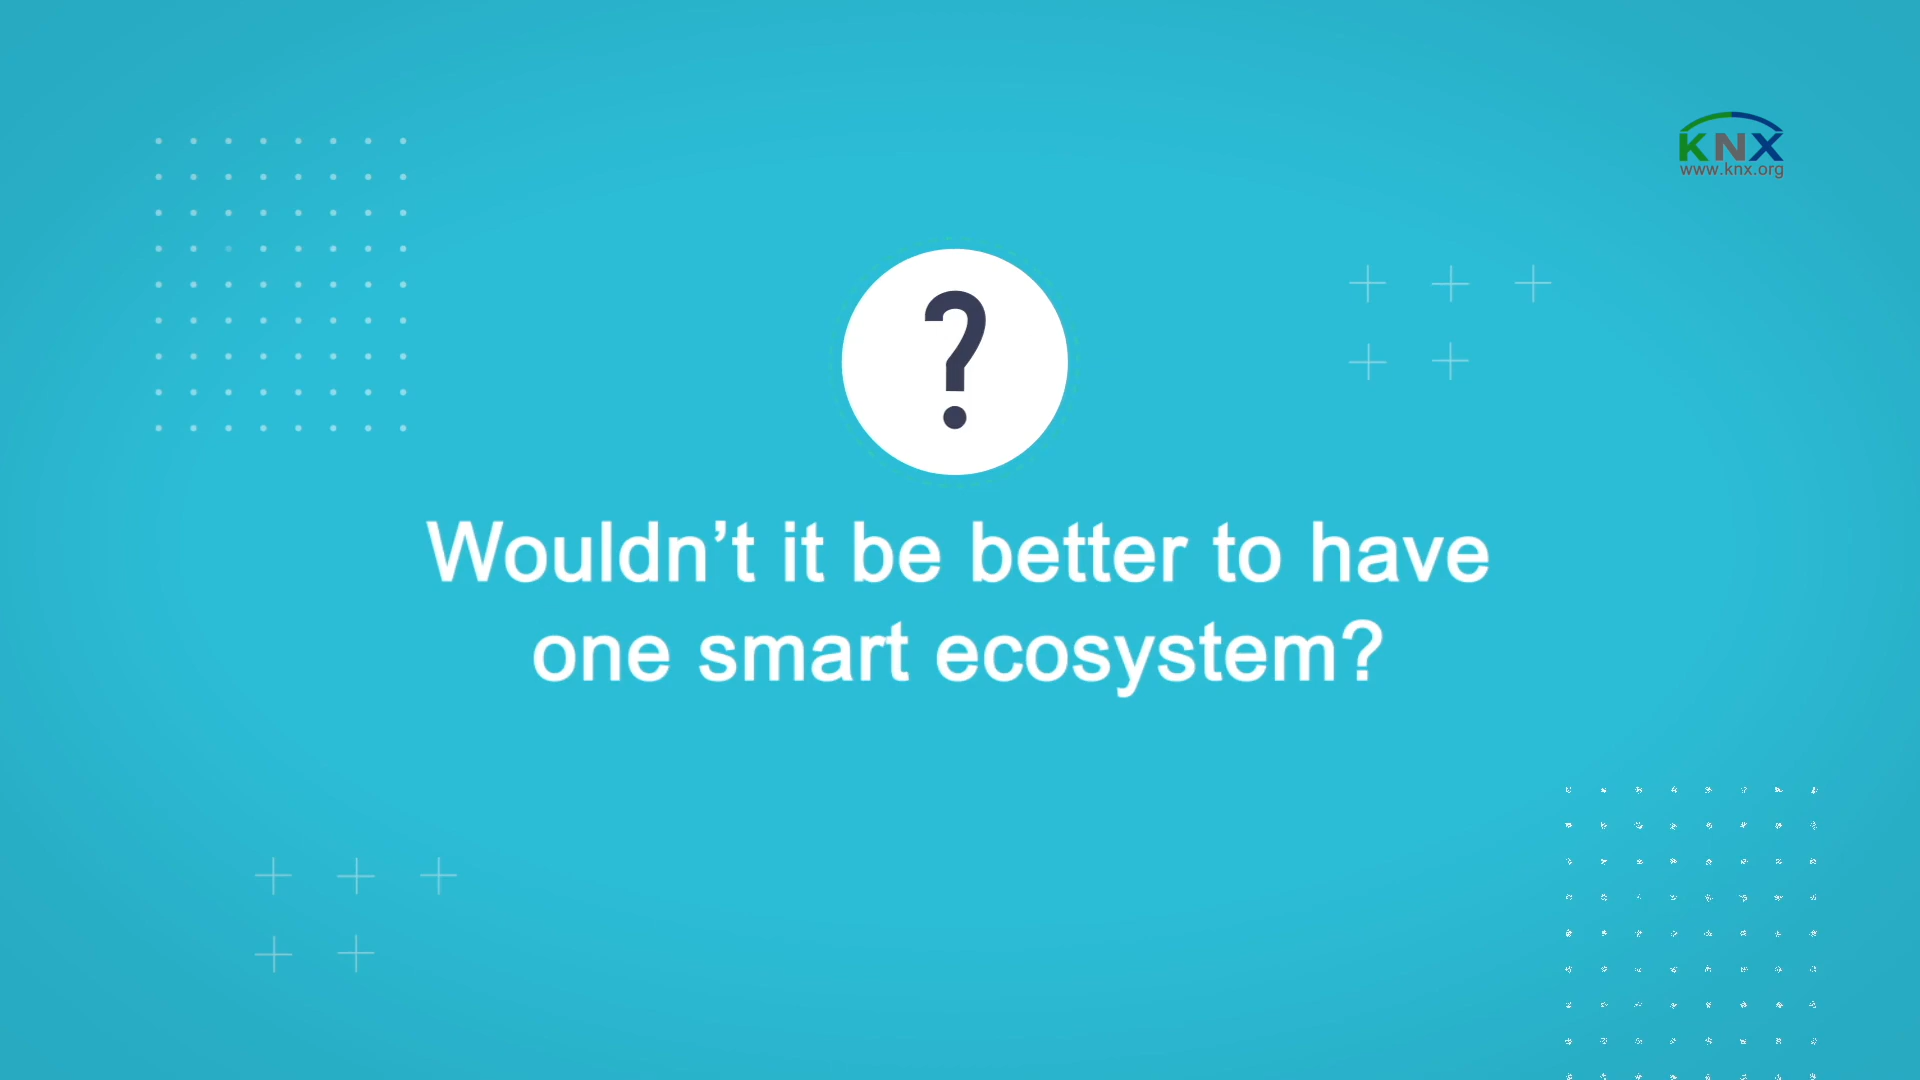 KNX
www.knx.org
?
Wouldn’t it be better to have
one smart ecosystem?